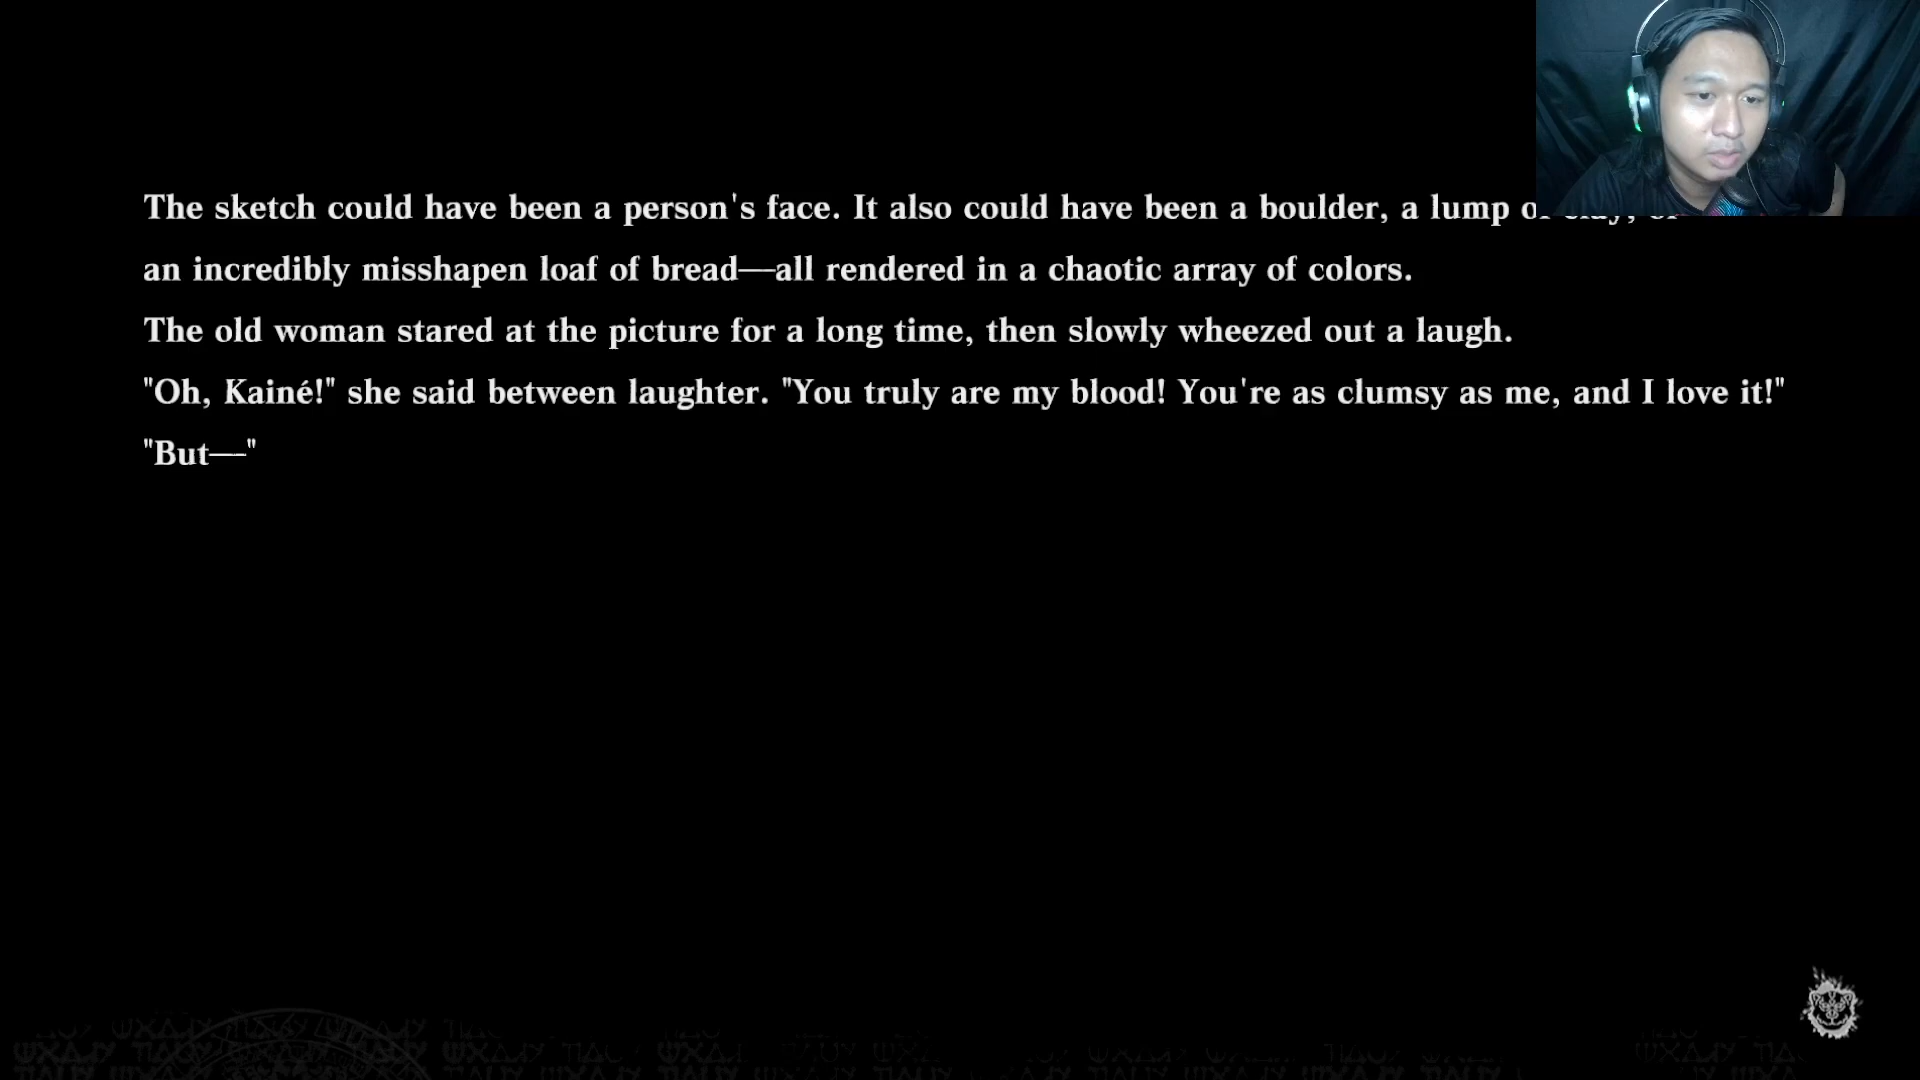 The sketch could have been a person's face. It also could have been a boulder, a lump
an incredibly misshapen loaf of bread—all rendered in a chaotic array of colors.
The old woman stared at the picture for a long time, then slowly wheezed out a laugh.
"Oh, Kainé!" she said between laughter. "You truly are my blood! You're as clumsy as me, and I love it!"
"But—"